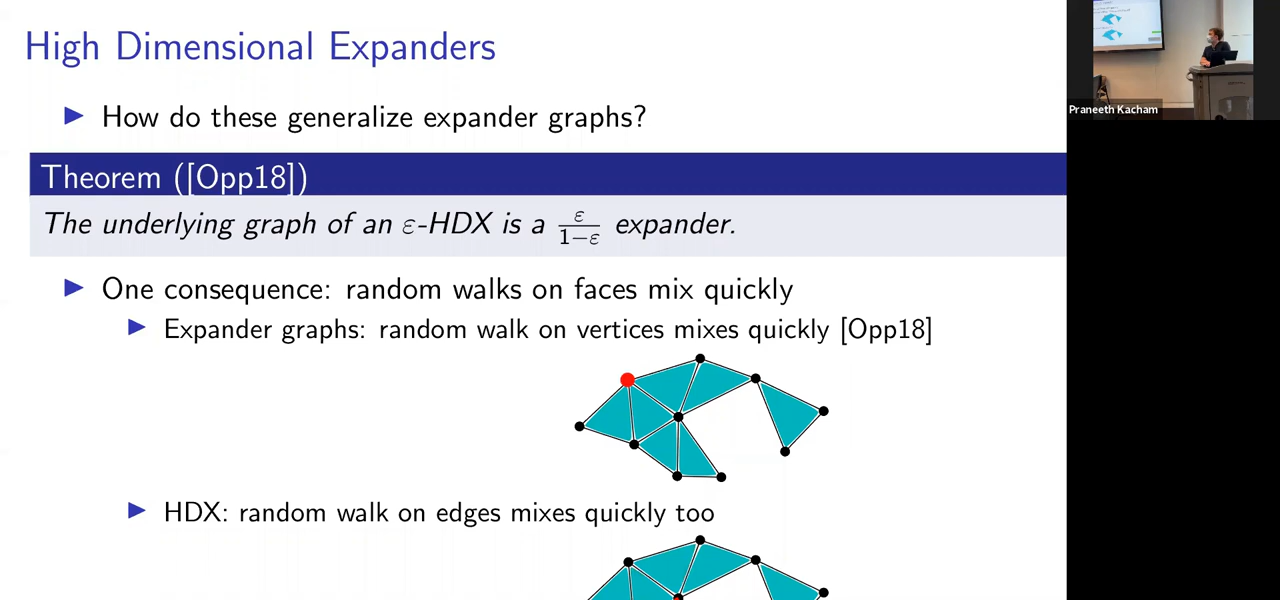 High Dimensional Expanders
▶ How do these generalize expander graphs?
Theorem ([Opp18])
The underlying graph of an ε-HDX is a ε/(1−ε) expander.
▶ One consequence: random walks on faces mix quickly
▶ Expander graphs: random walk on vertices mixes quickly [Opp18]
▶ HDX: random walk on edges mixes quickly too
Praneeth Kacham